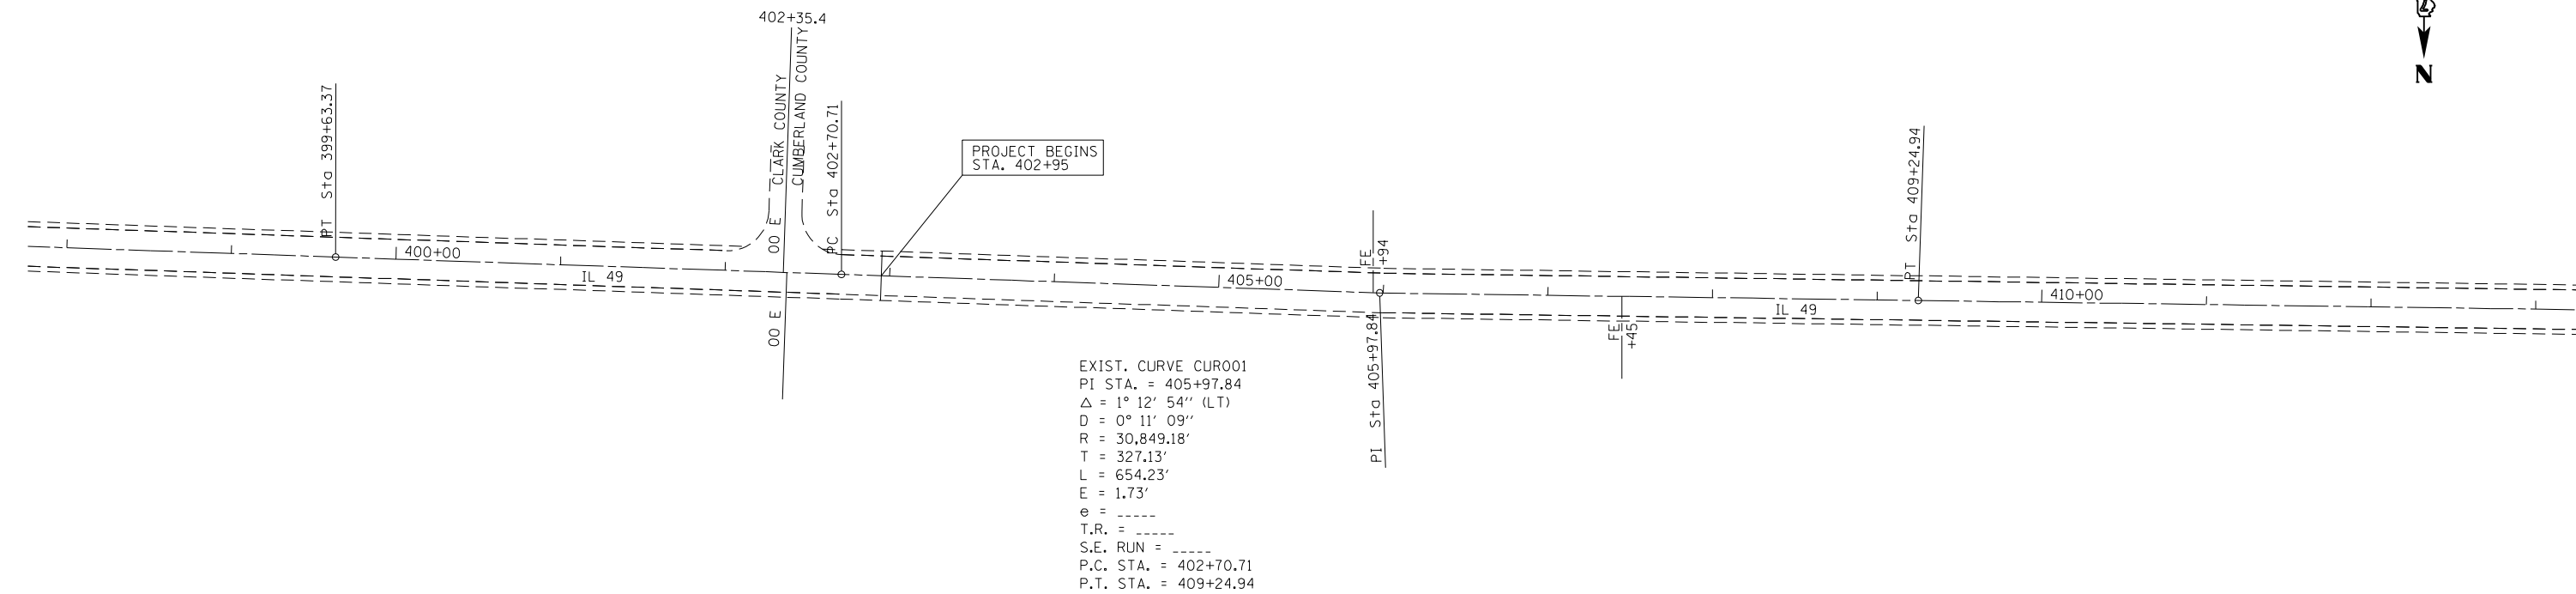 402+35.4
N
PT Sta 399+63.37
CLARK COUNTY
CUMBERLAND COUNTY
PC Sta 402+70.71
PROJECT BEGINS
STA. 402+95
PT Sta 409+24.94
00 E
400+00
IL 49
405+00
FE
+94
410+00
IL 49
00 E
FE
+45
PI Sta 405+97.84
EXIST. CURVE CUR001
PI STA. = 405+97.84
△ = 1° 12' 54'' (LT)
D = 0° 11' 09''
R = 30,849.18'
T = 327.13'
L = 654.23'
E = 1.73'
e = _____
T.R. = _____
S.E. RUN = _____
P.C. STA. = 402+70.71
P.T. STA. = 409+24.94